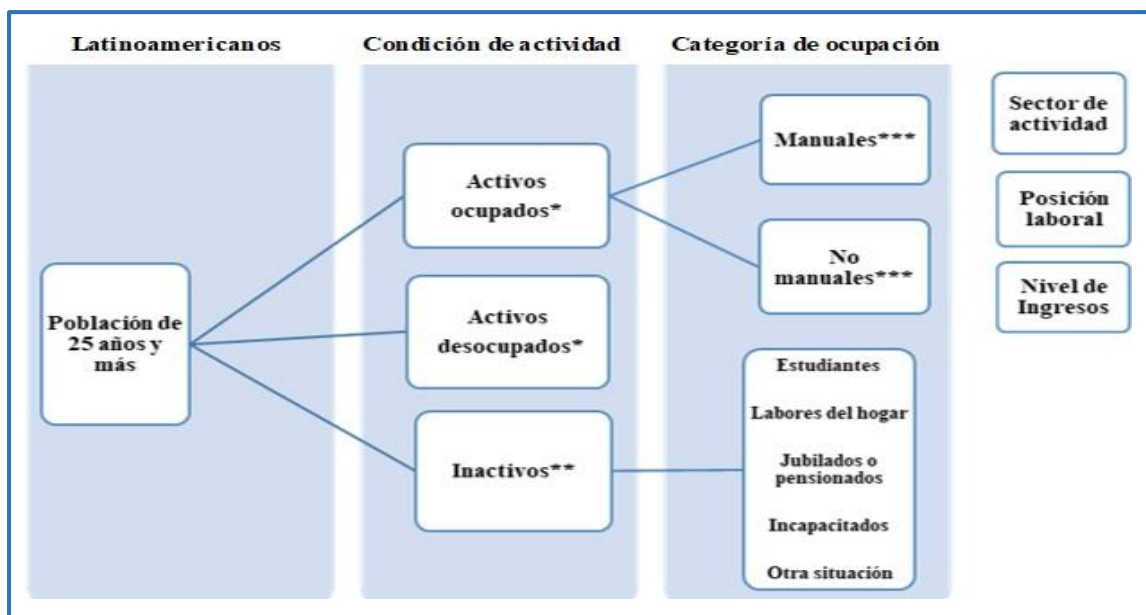 Latinoamericanos
Condición de actividad
Categoría de ocupación
Población de
25 años y
más
Activos
ocupados*
Activos
desocupados*
Inactivos**
Manuales***
No
manuales***
Estudiantes
Labores del hogar
Jubilados o
pensionados
Incapacitados
Otra situación
Sector de
actividad
Posición
laboral
Nivel de
Ingresos